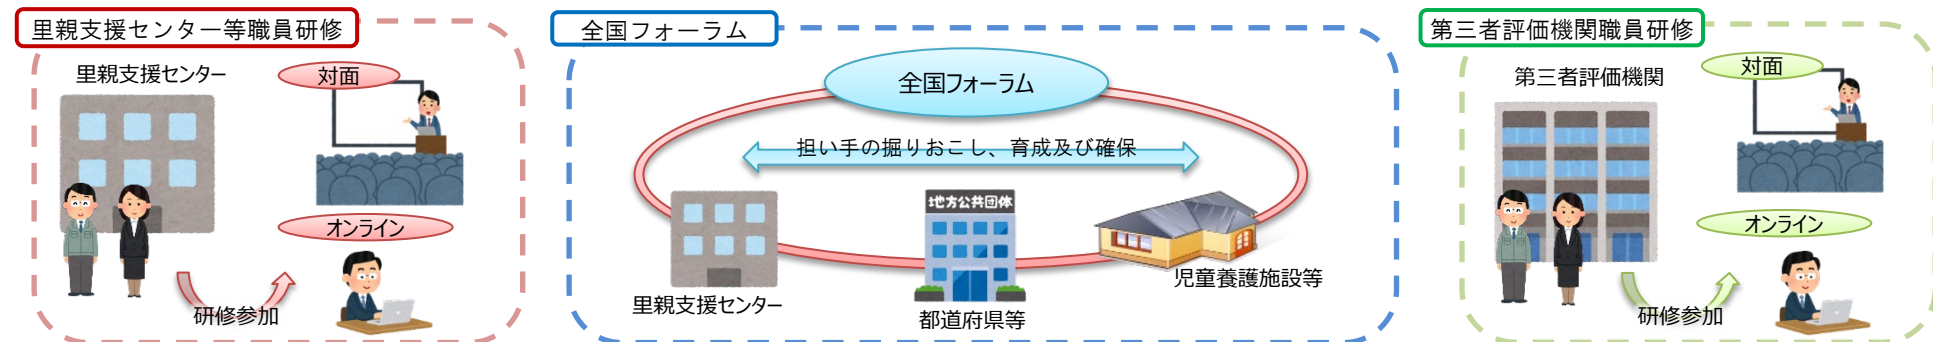 里親支援センター等職員研修
里親支援センター
対面
オンライン
研修参加
全国フォーラム
全国フォーラム
担い手の掘りおこし、育成及び確保
里親支援センター
地方公共団体
都道府県等
児童養護施設等
第三者評価機関職員研修
第三者評価機関
対面
オンライン
研修参加